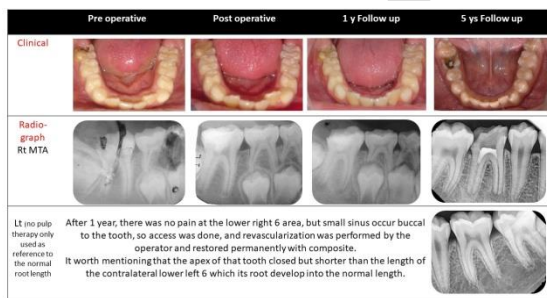 Pre operative
Post operative
1 y Follow up
5 ys Follow up
Clinical
Radio-
graph
Rt MTA
Lt (no pulp
therapy only
used as
reference to
the normal
root length
After 1 year, there was no pain at the lower right 6 area, but small sinus occur buccal
to the tooth, so access was done, and revascularization was performed by the
operator and restored permanently with composite.
It worth mentioning that the apex of that tooth closed but shorter than the length of
the contralateral lower left 6 which its root develop into the normal length.